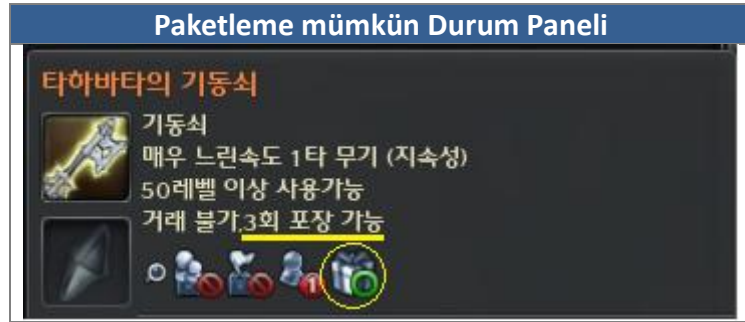 Paketleme mümkün Durum Paneli
타하바타의 기동쇠
기동쇠
매우 느린속도 1타 무기 (지속성)
50레벨 이상 사용가능
거래 불가,3회 포장 가능
1